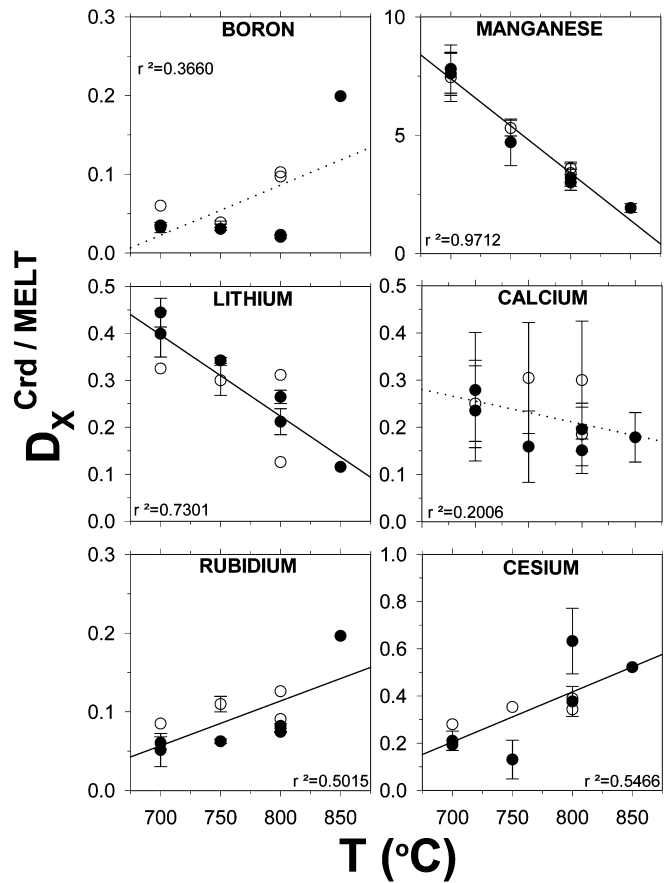 BORON
r ²=0.3660
0.3
0.2
0.1
0.0
MANGANESE
r ²=0.9712
10
5
0
D_X^Crd / MELT
LITHIUM
r ²=0.7301
0.5
0.4
0.3
0.2
0.1
0.0
CALCIUM
r ²=0.2006
0.5
0.4
0.3
0.2
0.1
0.0
RUBIDIUM
r ²=0.5015
0.3
0.2
0.1
0.0
700 750 800 850
CESIUM
r ²=0.5466
1.0
0.8
0.6
0.4
0.2
0.0
700 750 800 850
T (ºC)